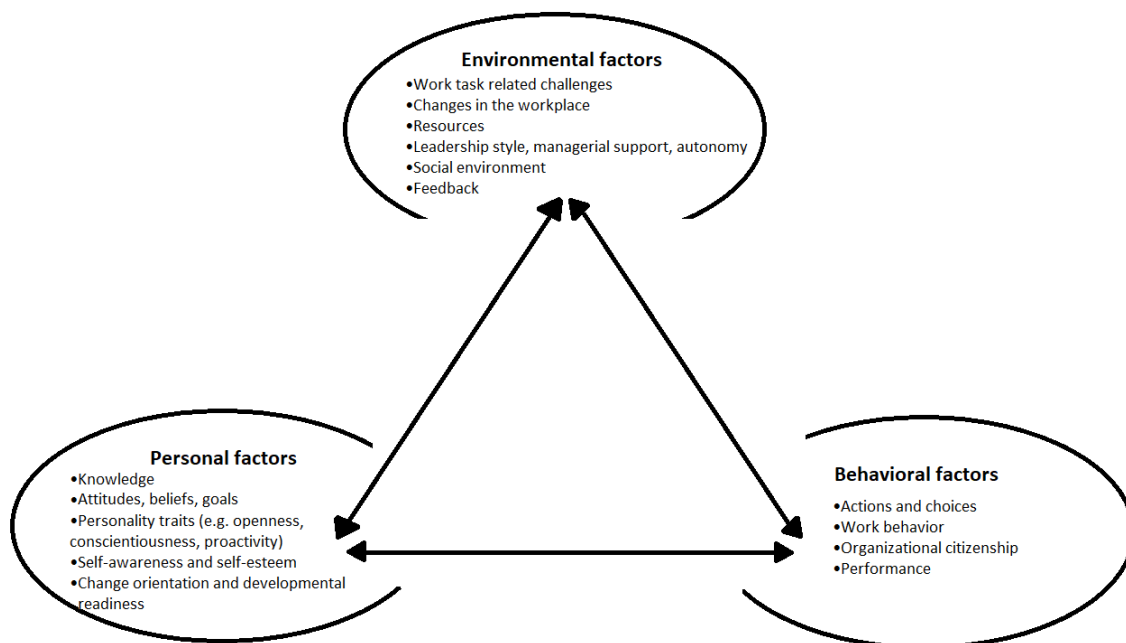 Environmental factors
•Work task related challenges
•Changes in the workplace
•Resources
•Leadership style, managerial support, autonomy
•Social environment
•Feedback
Personal factors
•Knowledge
•Attitudes, beliefs, goals
•Personality traits (e.g. openness,
conscientiousness, proactivity)
•Self-awareness and self-esteem
•Change orientation and developmental
readiness
Behavioral factors
•Actions and choices
•Work behavior
•Organizational citizenship
•Performance